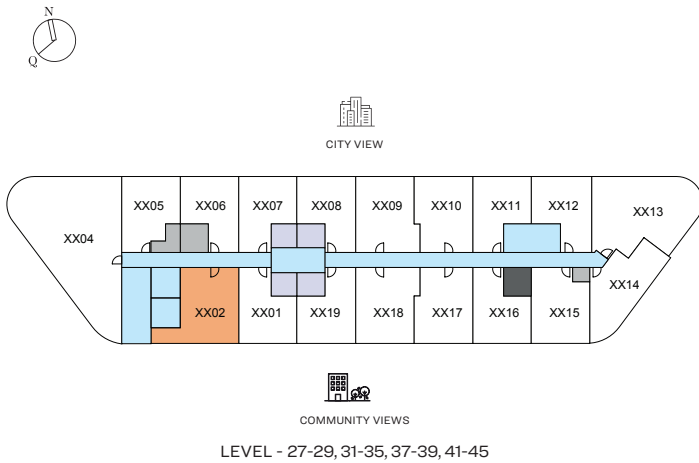 N
Q
CITY VIEW
XX05 XX06 XX07 XX08 XX09 XX10 XX11 XX12
XX04 XX13
XX14
XX02 XX01 XX19 XX18 XX17 XX16 XX15
COMMUNITY VIEWS
LEVEL - 27-29, 31-35, 37-39, 41-45